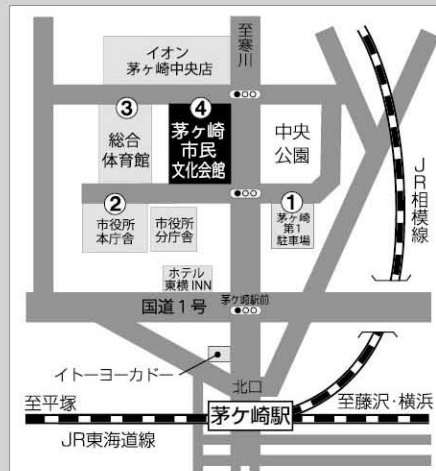 イオン
茅ヶ崎中央店
至寒川
③
総合
体育館
④
茅ヶ崎
市民
文化会館
中央
公園
JR相模線
②
市役所
本庁舎
市役所
分庁舎
①
茅ヶ崎
第1
駐車場
ホテル
東横INN
国道1号
茅ケ崎駅前
イトーヨーカドー
北口
至平塚
茅ケ崎駅
至藤沢・横浜
JR東海道線